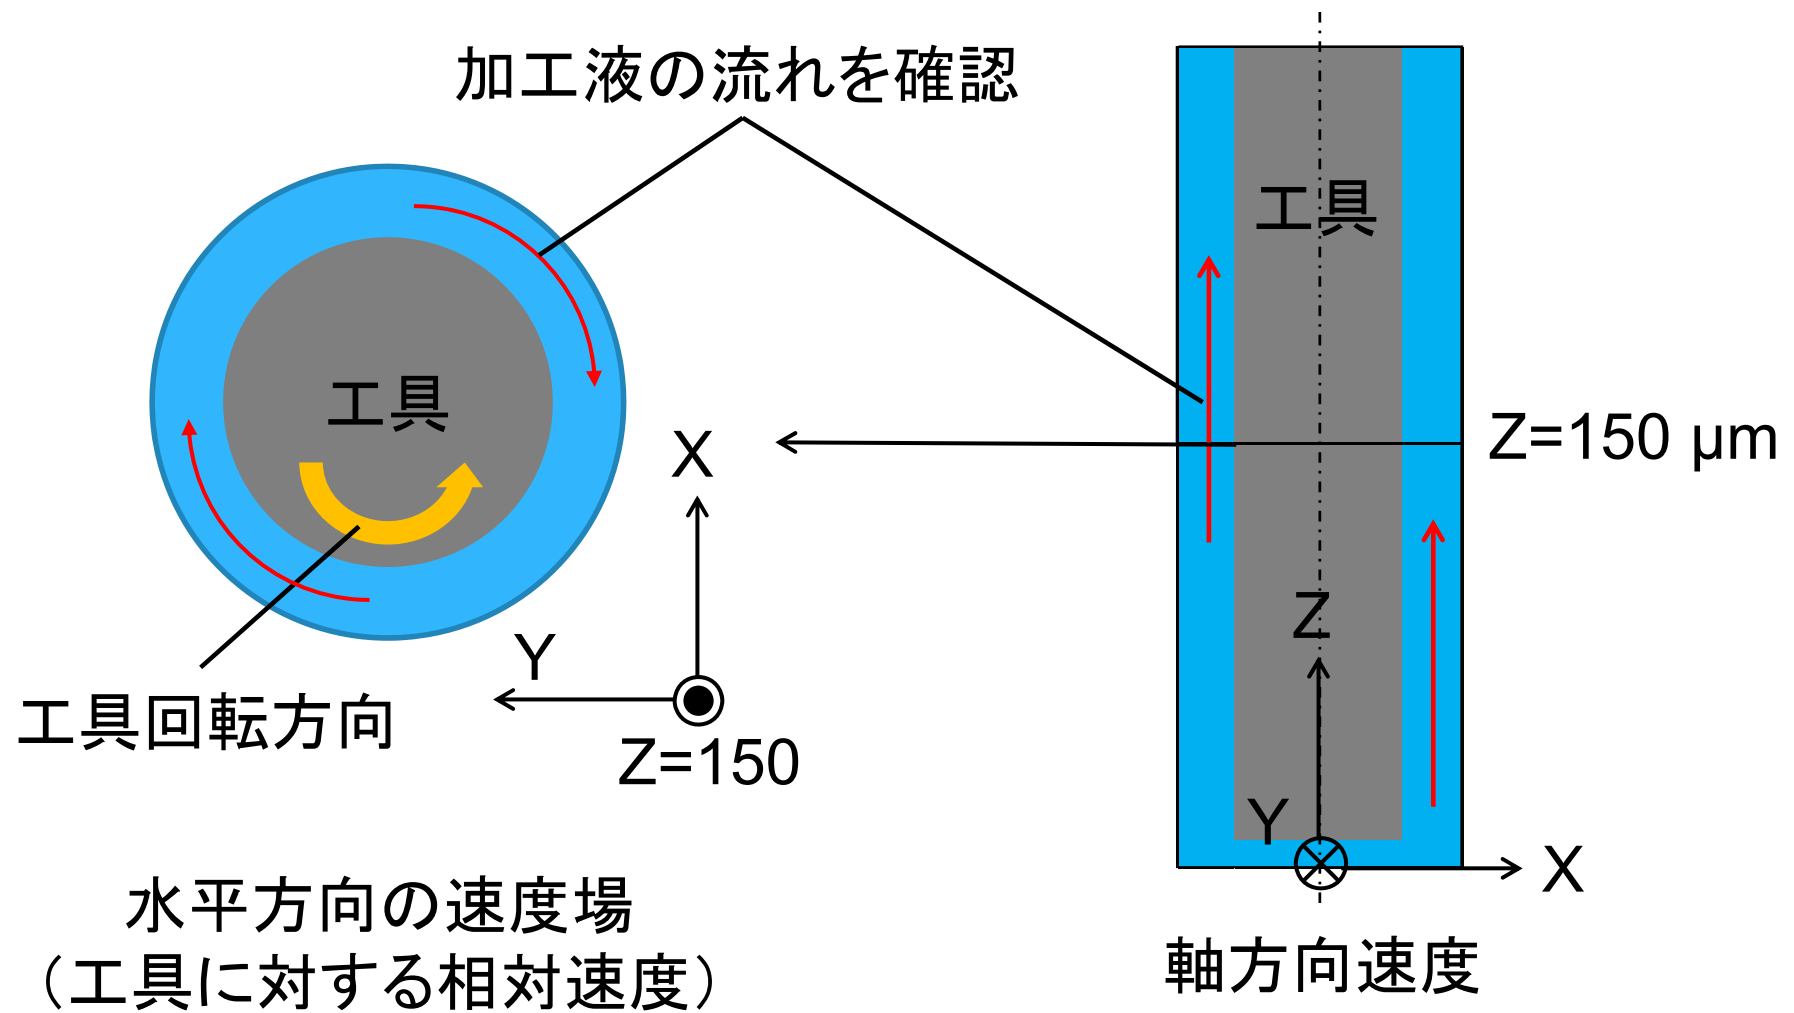 加工液の流れを確認
工具
工具
X
Z=150 μm
Z
Y
工具回転方向
Z=150
Y
X
水平方向の速度場
（工具に対する相対速度）
軸方向速度